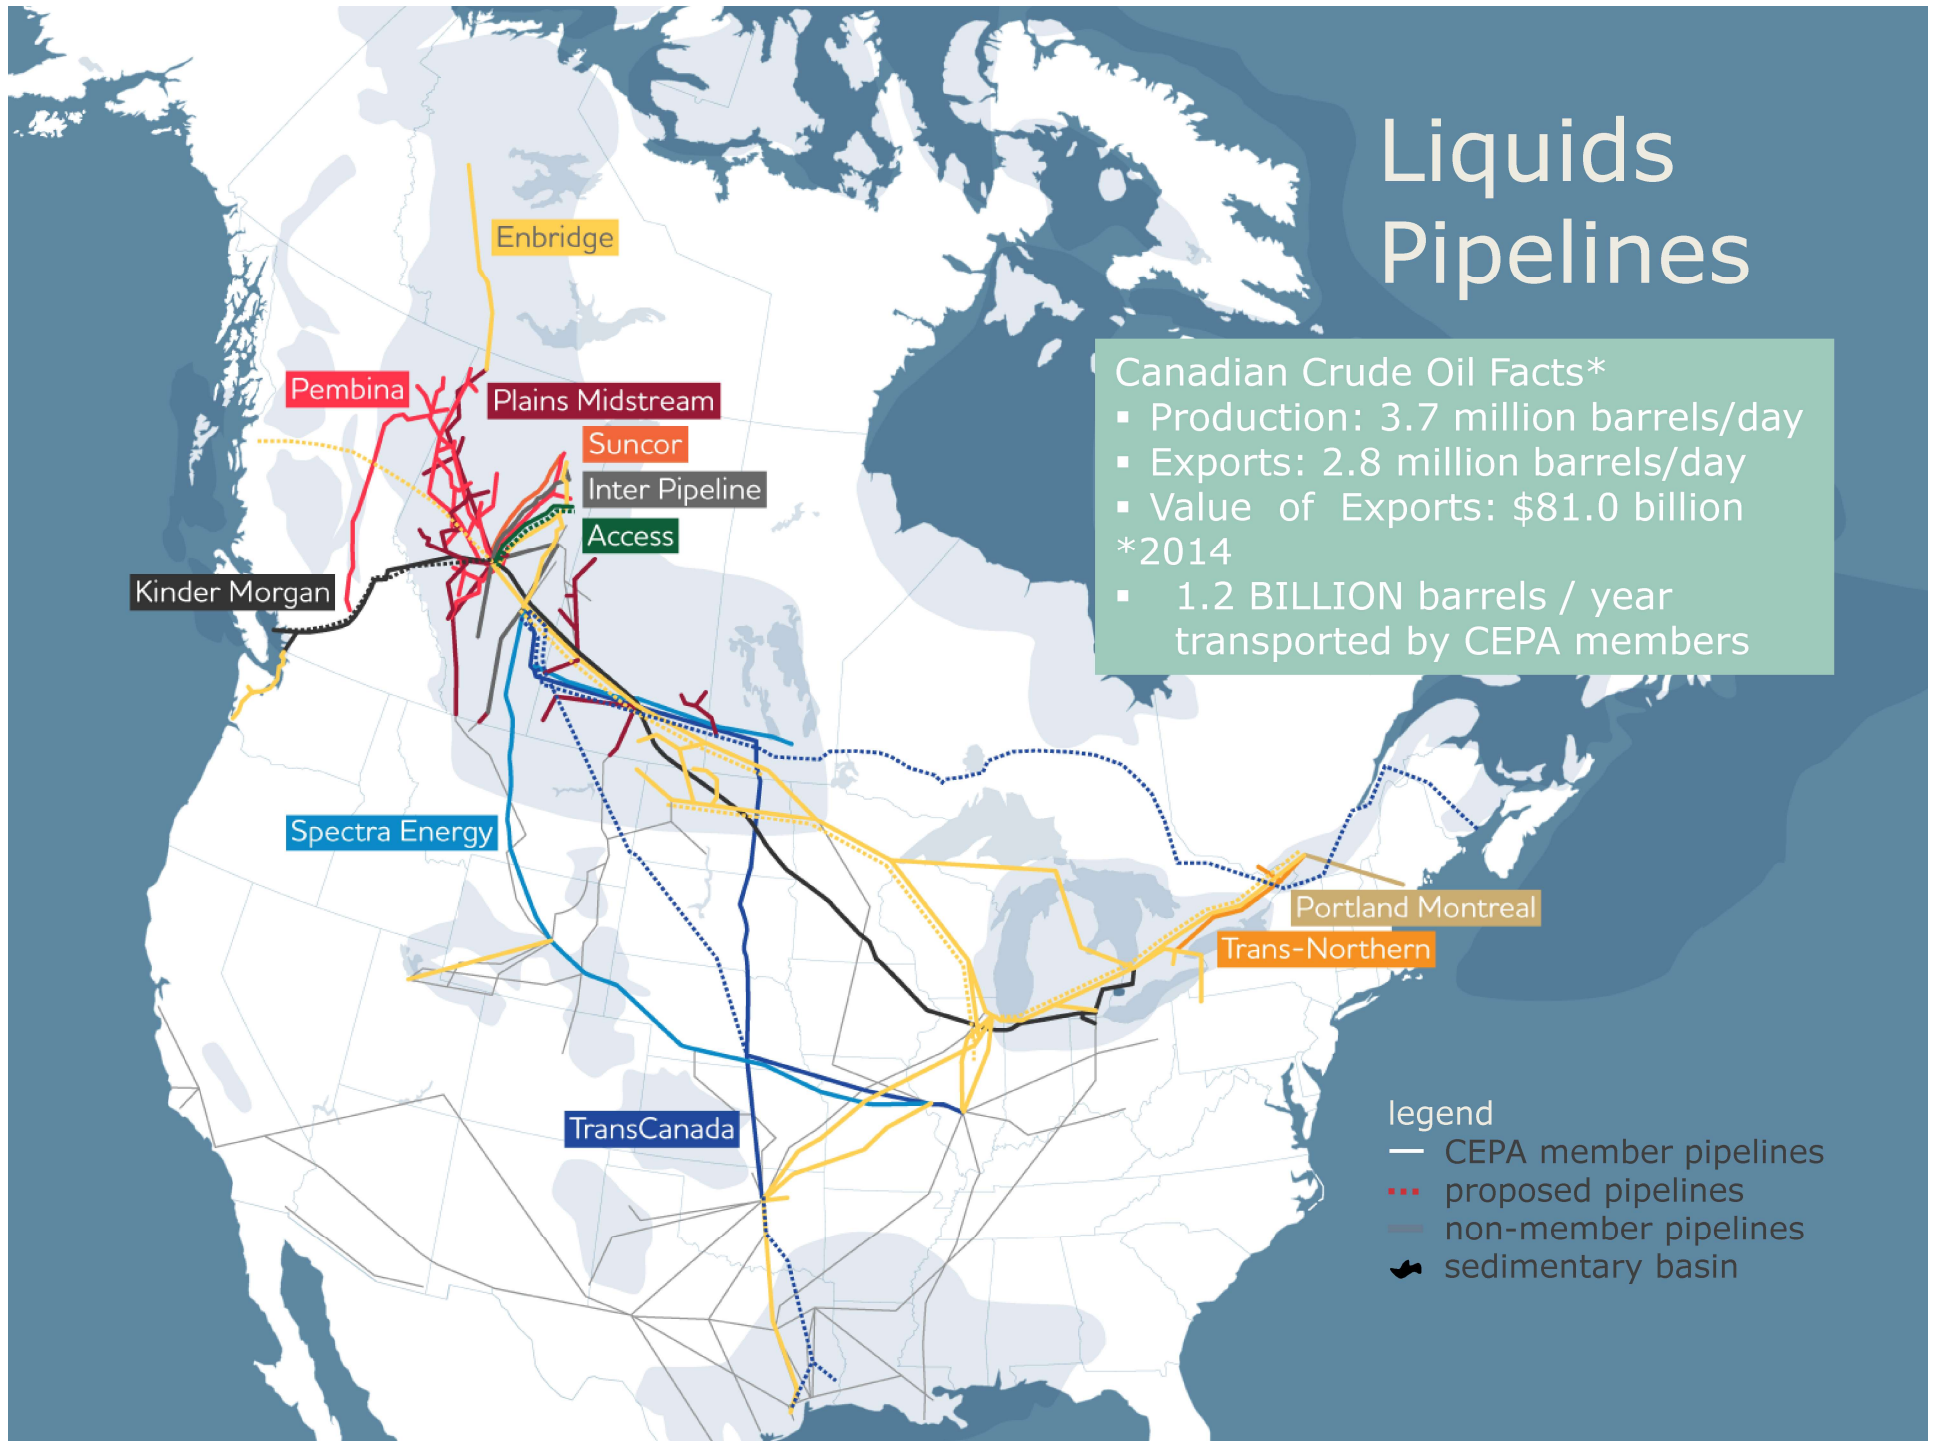 Liquids
Pipelines
Enbridge
Canadian Crude Oil Facts*
▪ Production: 3.7 million barrels/day
▪ Exports: 2.8 million barrels/day
▪ Value of Exports: $81.0 billion
*2014
▪ 1.2 BILLION barrels / year
transported by CEPA members
Pembina
Plains Midstream
Suncor
Inter Pipeline
Access
Kinder Morgan
Spectra Energy
Portland Montreal
Trans-Northern
TransCanada
legend
CEPA member pipelines
proposed pipelines
non-member pipelines
sedimentary basin